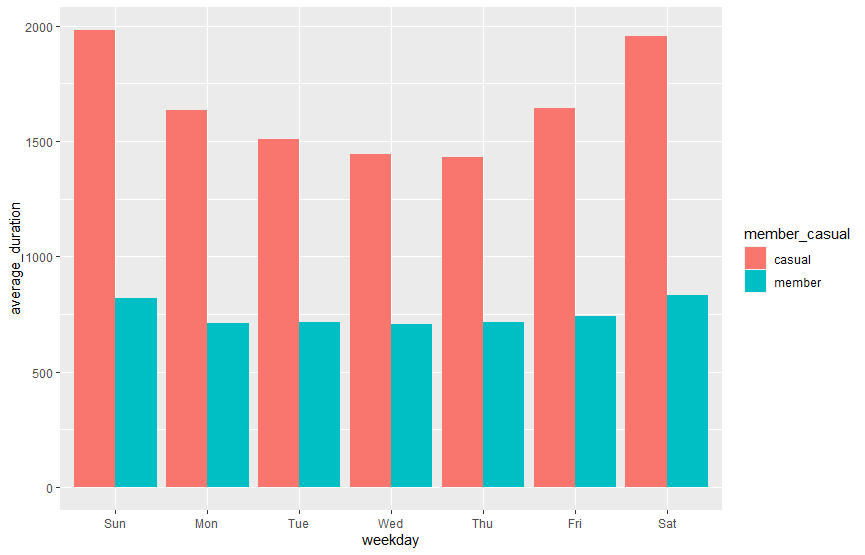 2000
1500
1000
500
0
average_duration
Sun Mon Tue Wed Thu Fri Sat
weekday
member_casual
casual
member